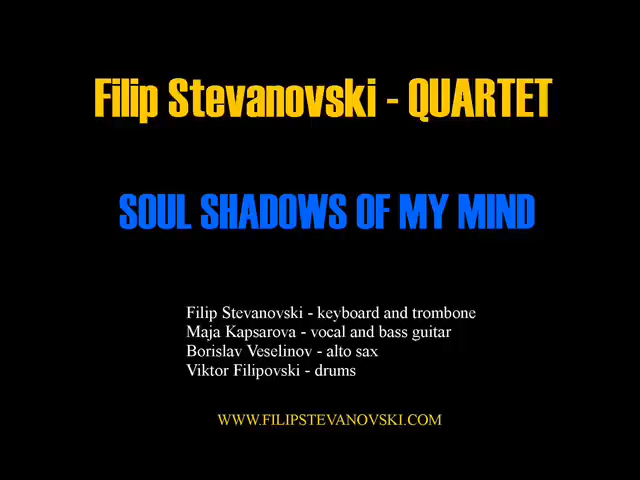 Filip Stevanovski - QUARTET
SOUL SHADOWS OF MY MIND
Filip Stevanovski - keyboard and trombone
Maja Kapsarova - vocal and bass guitar
Borislav Veselinov - alto sax
Viktor Filipovski - drums
WWW.FILIPSTEVANOVSKI.COM